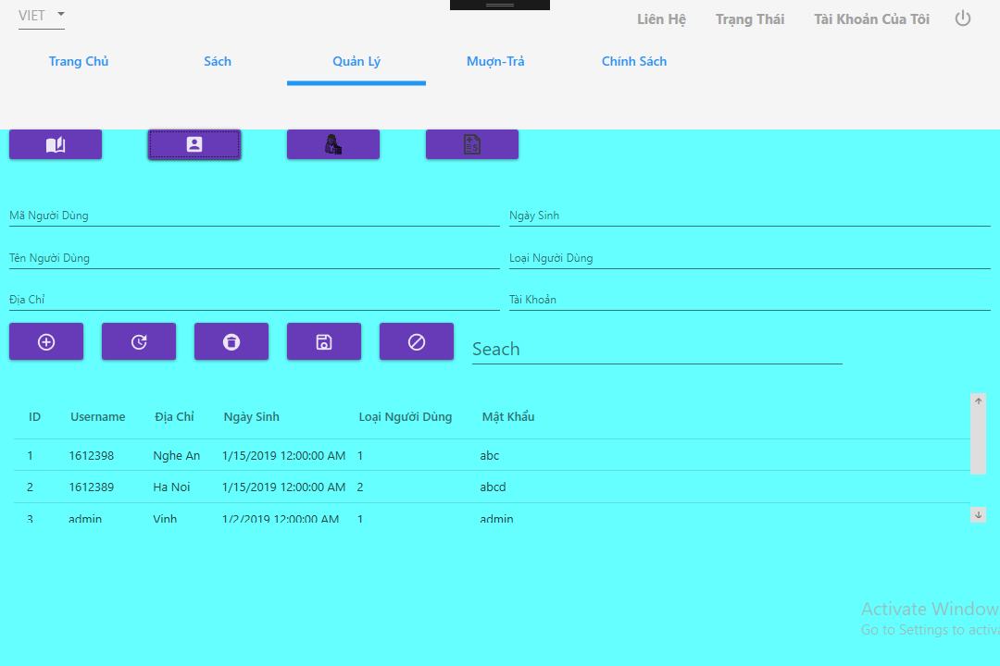 VIET
Liên Hệ Trạng Thái Tài Khoản Của Tôi
Trang Chủ Sách Quản Lý Muợn-Trả Chính Sách
Mã Người Dùng Ngày Sinh
Tên Người Dùng Loại Người Dùng
Địa Chỉ Tài Khoản
Seach
ID Username Địa Chỉ Ngày Sinh Loại Người Dùng Mật Khẩu
1 1612398 Nghe An 1/15/2019 12:00:00 AM 1 abc
2 1612389 Ha Noi 1/15/2019 12:00:00 AM 2 abcd
3 admin Vinh 1/2/2019 12:00:00 AM 1 admin
Activate Window
Go to Settings to activa